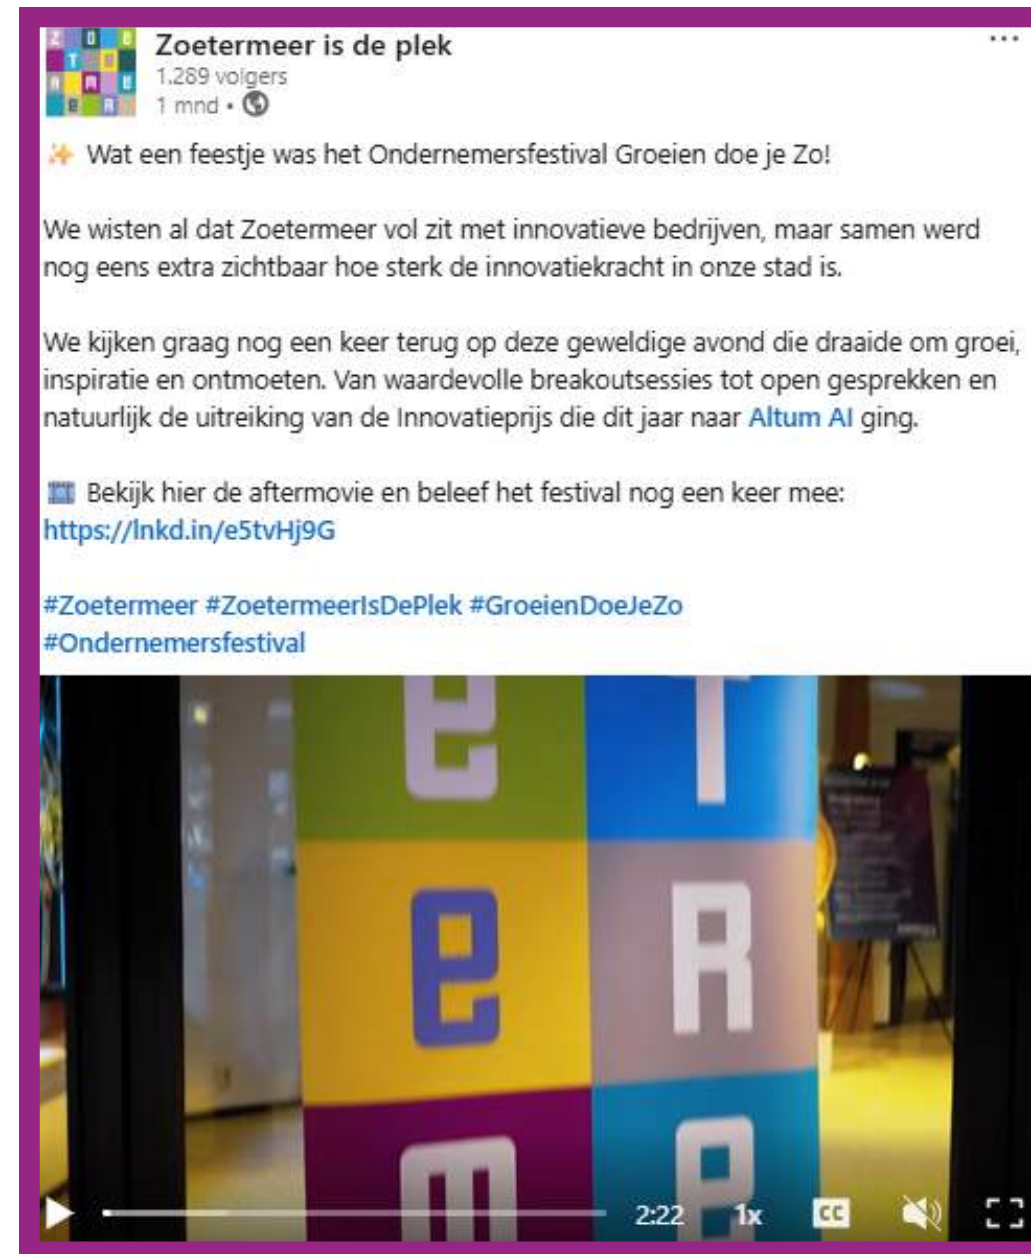 Zoetermeer is de plek
1.289 volgers
1 mnd •
✨ Wat een feestje was het Ondernemersfestival Groeien doe je Zo!
We wisten al dat Zoetermeer vol zit met innovatieve bedrijven, maar samen werd
nog eens extra zichtbaar hoe sterk de innovatiekracht in onze stad is.
We kijken graag nog een keer terug op deze geweldige avond die draaide om groei,
inspiratie en ontmoeten. Van waardevolle breakoutsessies tot open gesprekken en
natuurlijk de uitreiking van de Innovatieprijs die dit jaar naar Altum AI ging.
🎞️ Bekijk hier de aftermovie en beleef het festival nog een keer mee:
https://lnkd.in/e5tvHj9G
#Zoetermeer #ZoetermeerIsDePlek #GroeienDoeJeZo
#Ondernemersfestival
e T
e R
m e
2:22 1x CC